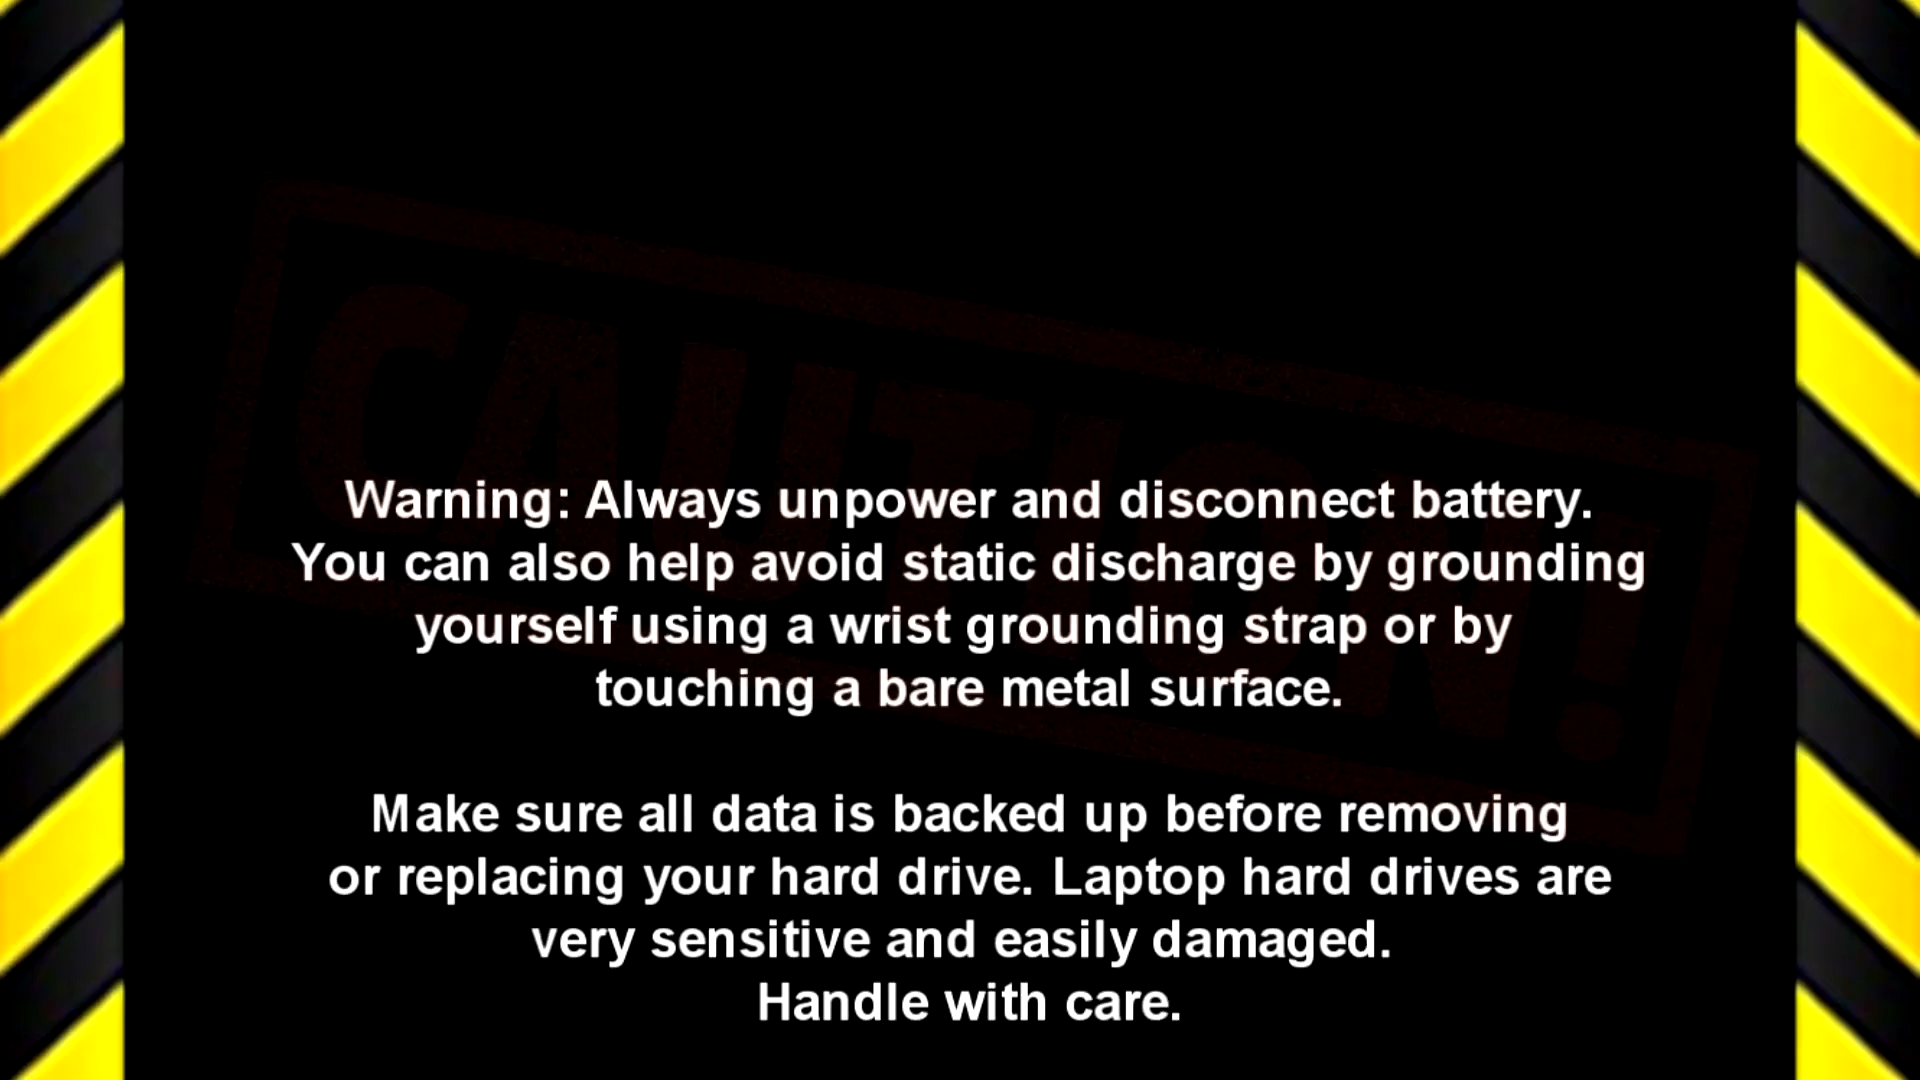 CAUTION!
Warning: Always unpower and disconnect battery.
You can also help avoid static discharge by grounding
yourself using a wrist grounding strap or by
touching a bare metal surface.
Make sure all data is backed up before removing
or replacing your hard drive. Laptop hard drives are
very sensitive and easily damaged.
Handle with care.